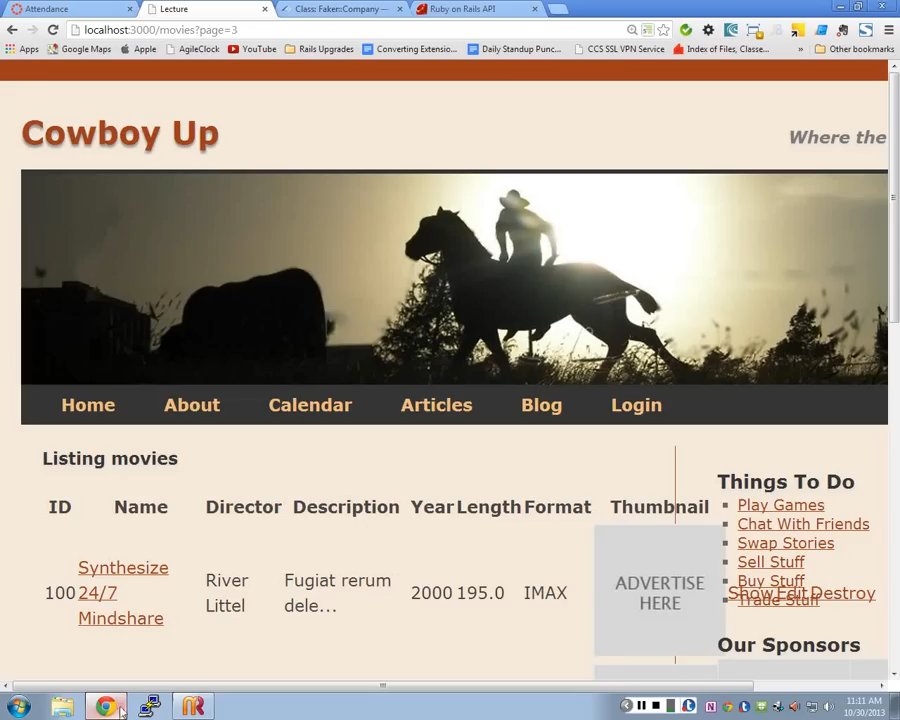 Attendance
Lecture
Class: Faker::Company —
Ruby on Rails API
localhost:3000/movies?page=3
Apps
Google Maps
Apple
AgileClock
YouTube
Rails Upgrades
Converting Extensio...
Daily Standup Punc...
CCS SSL VPN Service
Index of Files, Classe...
»
Other bookmarks
Cowboy Up
Where the
Home
About
Calendar
Articles
Blog
Login
Listing movies
ID Name Director Description Year Length Format Thumbnail
100
Synthesize
24/7
Mindshare
River
Littel
Fugiat rerum
dele...
2000 195.0 IMAX
ADVERTISE
HERE
Show Edit Destroy
Things To Do
Play Games
Chat With Friends
Swap Stories
Sell Stuff
Buy Stuff
Trade Stuff
Our Sponsors
11:11 AM
10/30/2013